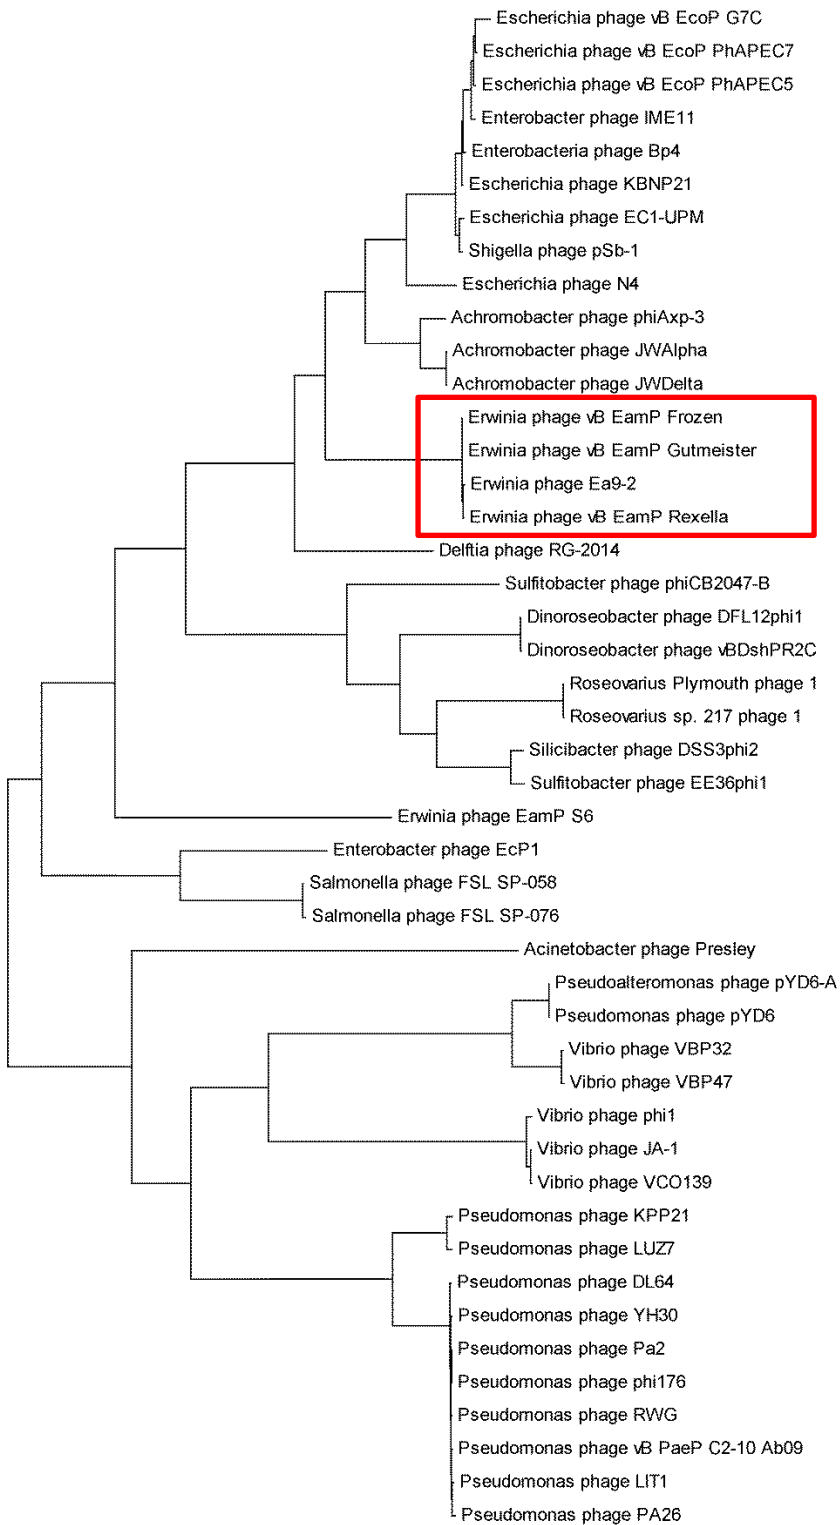 Escherichia phage vB EcoP G7C
Escherichia phage vB EcoP PhAPEC7
Escherichia phage vB EcoP PhAPEC5
Enterobacter phage IME11
Enterobacteria phage Bp4
Escherichia phage KBNP21
Escherichia phage EC1-UPM
Shigella phage pSb-1
Escherichia phage N4
Achromobacter phage phiAxp-3
Achromobacter phage JWAlpha
Achromobacter phage JWDelta
Erwinia phage vB EamP Frozen
Erwinia phage vB EamP Gutmeister
Erwinia phage Ea9-2
Erwinia phage vB EamP Rexella
Delftia phage RG-2014
Sulfitobacter phage phiCB2047-B
Dinoroseobacter phage DFL12phi1
Dinoroseobacter phage vBDshPR2C
Roseovarius Plymouth phage 1
Roseovarius sp. 217 phage 1
Silicibacter phage DSS3phi2
Sulfitobacter phage EE36phi1
Erwinia phage EamP S6
Enterobacter phage EcP1
Salmonella phage FSL SP-058
Salmonella phage FSL SP-076
Acinetobacter phage Presley
Pseudoalteromonas phage pYD6-A
Pseudomonas phage pYD6
Vibrio phage VBP32
Vibrio phage VBP47
Vibrio phage phi1
Vibrio phage JA-1
Vibrio phage VCO139
Pseudomonas phage KPP21
Pseudomonas phage LUZ7
Pseudomonas phage DL64
Pseudomonas phage YH30
Pseudomonas phage Pa2
Pseudomonas phage phi176
Pseudomonas phage RWG
Pseudomonas phage vB PaeP C2-10 Ab09
Pseudomonas phage LIT1
Pseudomonas phage PA26